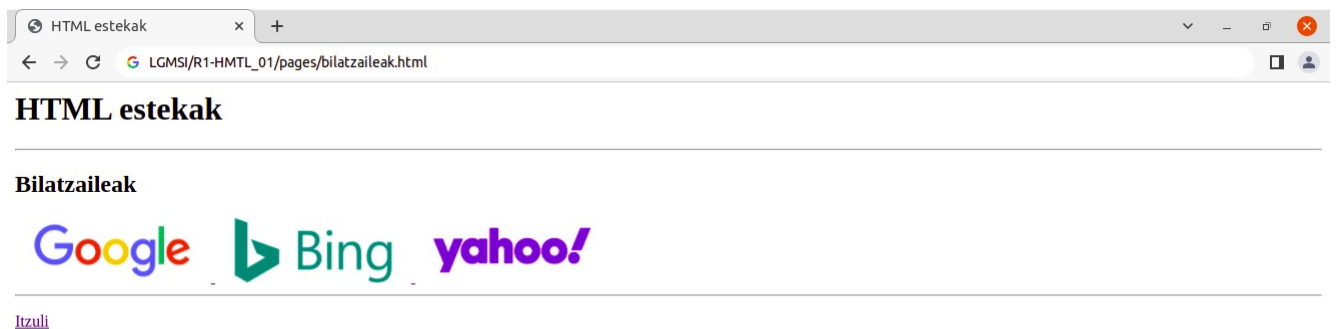 HTML estekak
LGMSI/R1-HMTL_01/pages/bilatzaileak.html
HTML estekak
Bilatzaileak
Google Bing yahoo!
Itzuli